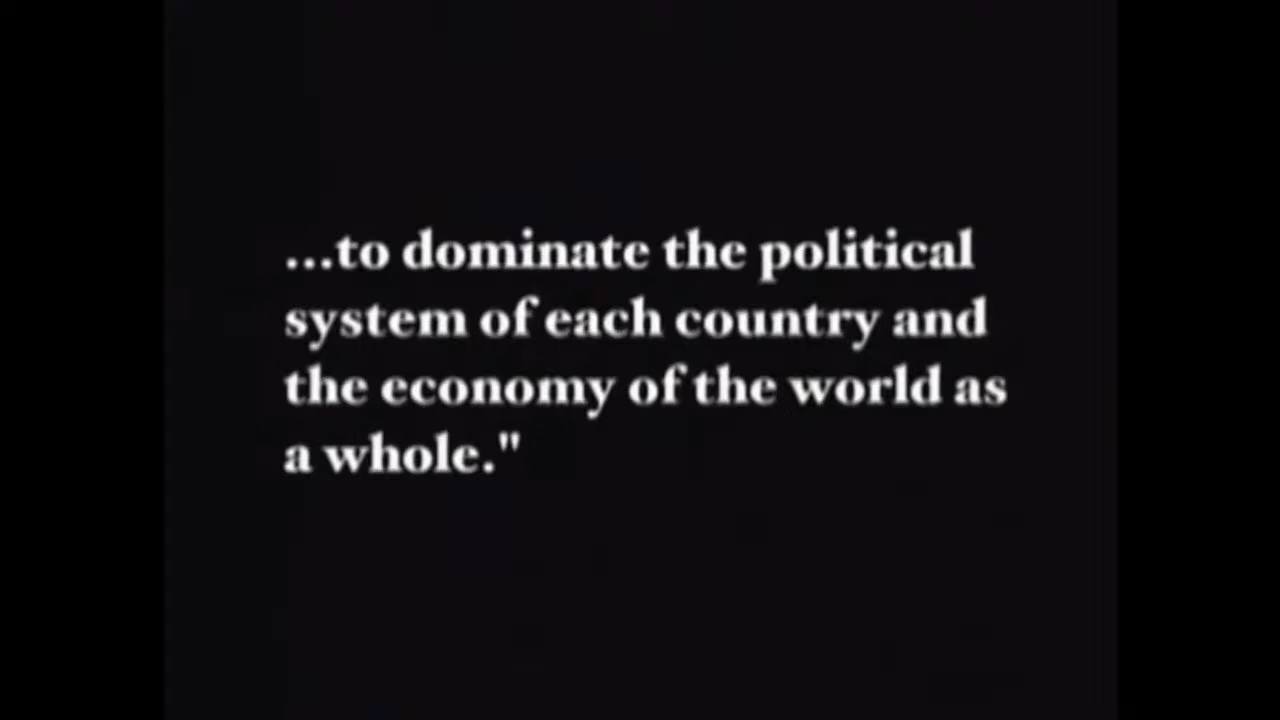 ...to dominate the political
system of each country and
the economy of the world as
a whole."